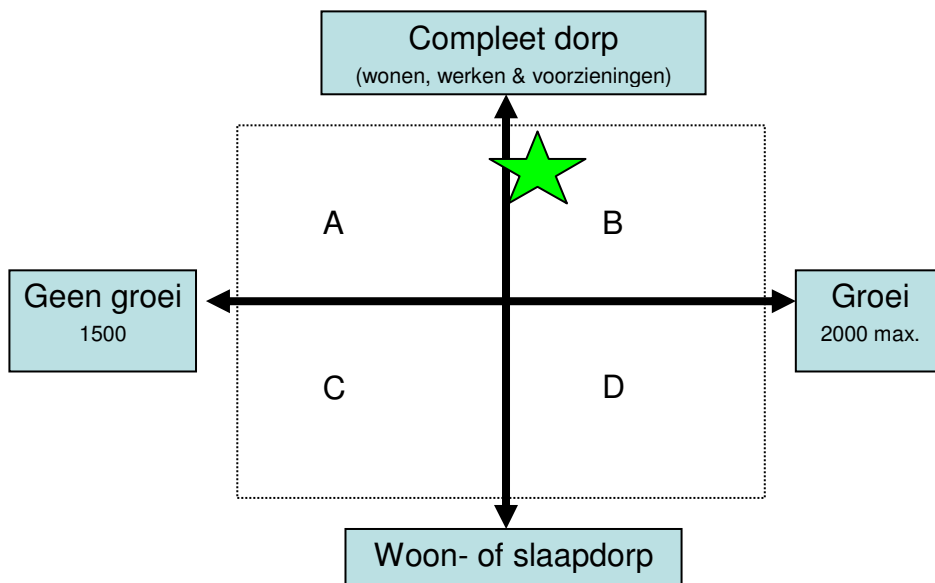 Compleet dorp
(wonen, werken & voorzieningen)
A
B
Geen groei
1500
Groei
2000 max.
C
D
Woon- of slaapdorp